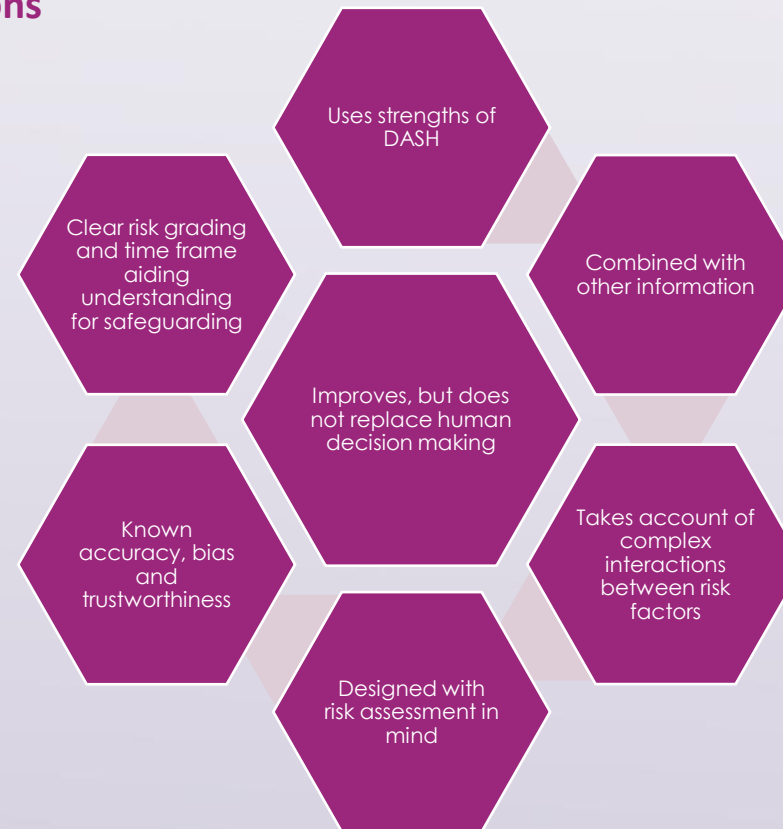 ons
Uses strengths of
DASH
Combined with
other information
Takes account of
complex
interactions
between risk
factors
Designed with
risk assessment in
mind
Known
accuracy, bias
and
trustworthiness
Clear risk grading
and time frame
aiding
understanding
for safeguarding
Improves, but does
not replace human
decision making